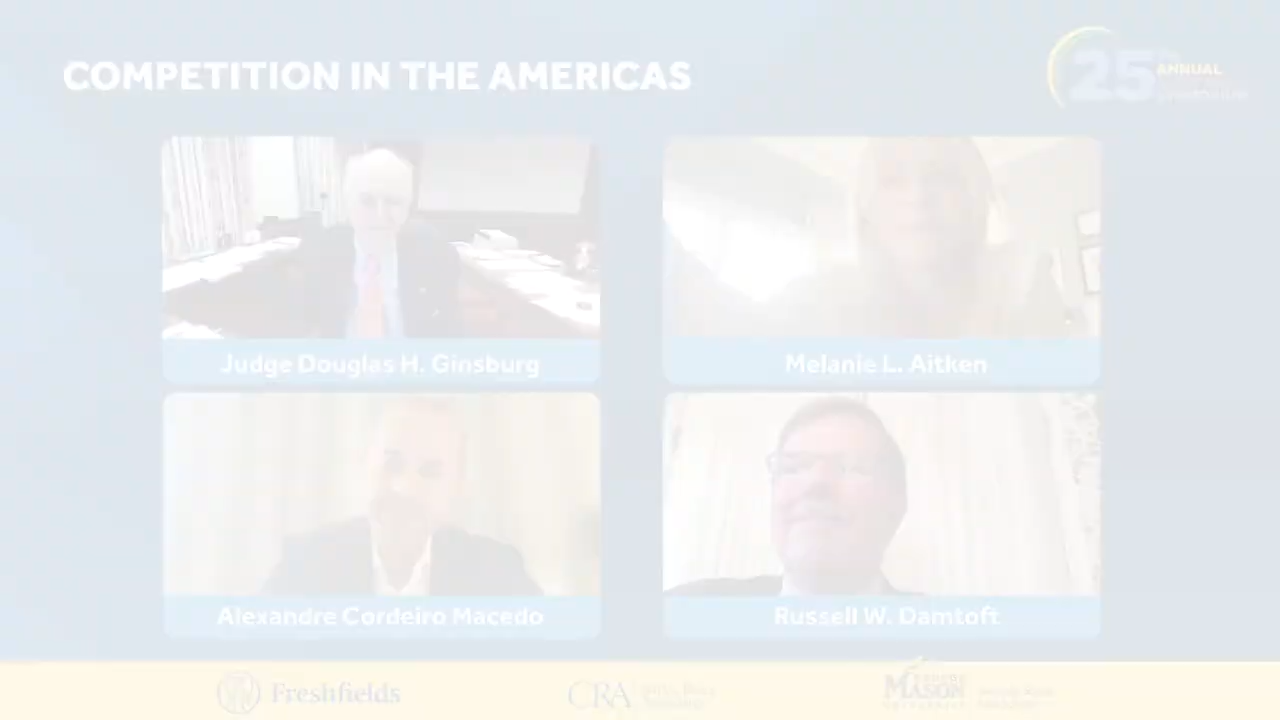 COMPETITION IN THE AMERICAS
25
ANNUAL
Judge Douglas H. Ginsburg
Melanie L. Aitken
Alexandre Cordeiro Macedo
Russell W. Damtoft
Freshfields
CRA
MASON